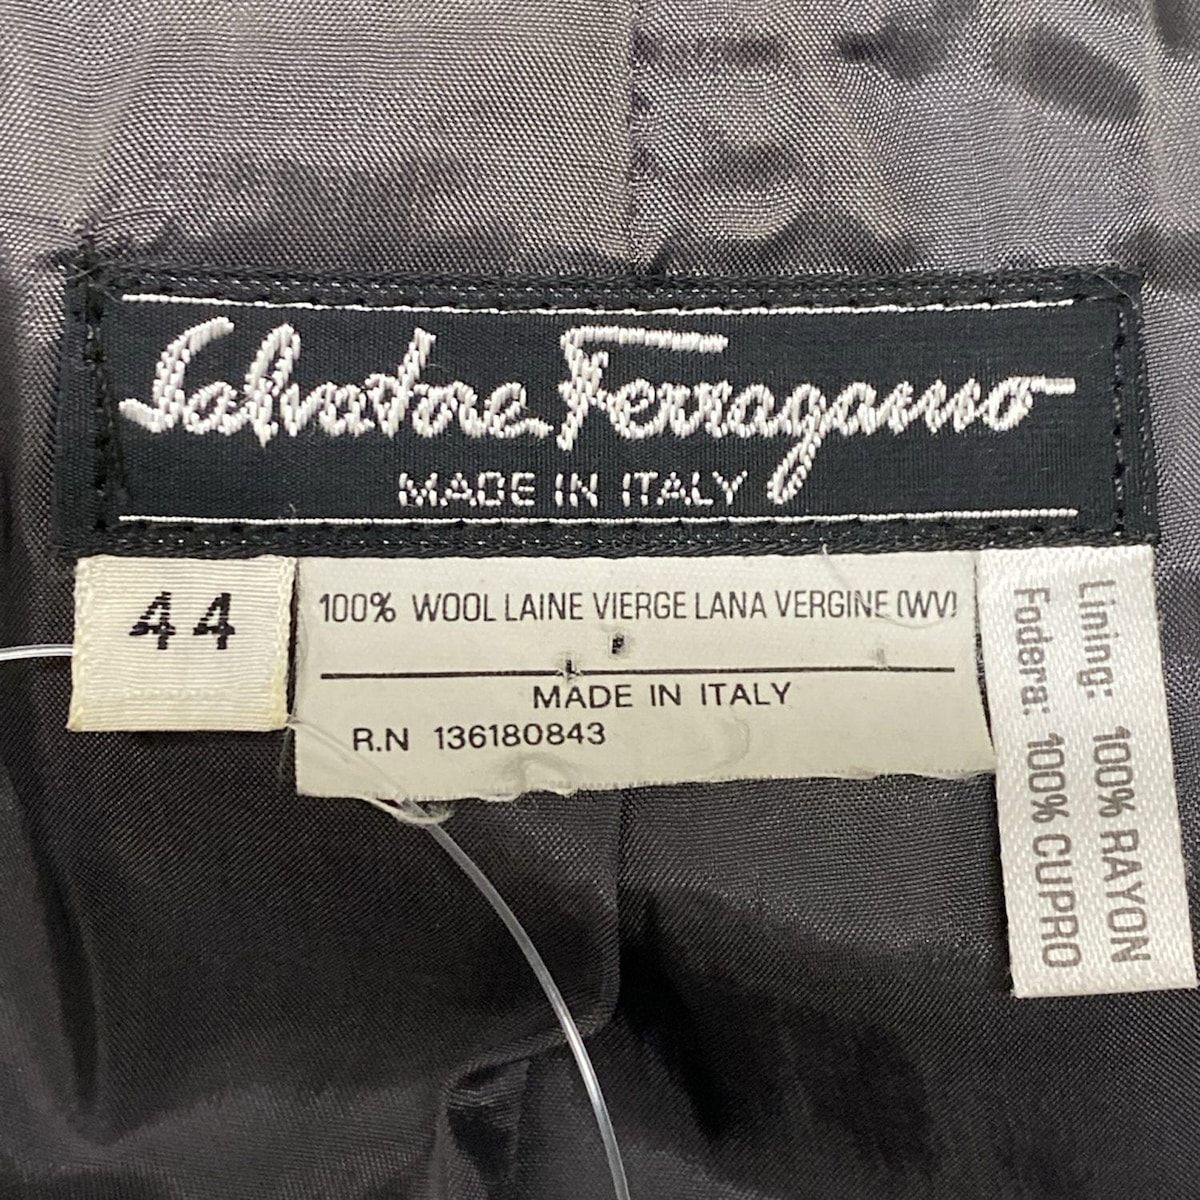 Salvatore Ferragamo
MADE IN ITALY
44
100% WOOL LAINE VIERGE LANA VERGINE (WV)
MADE IN ITALY
R.N 136180843
Lining: 100% RAYON
Fodera: 100% CUPRO